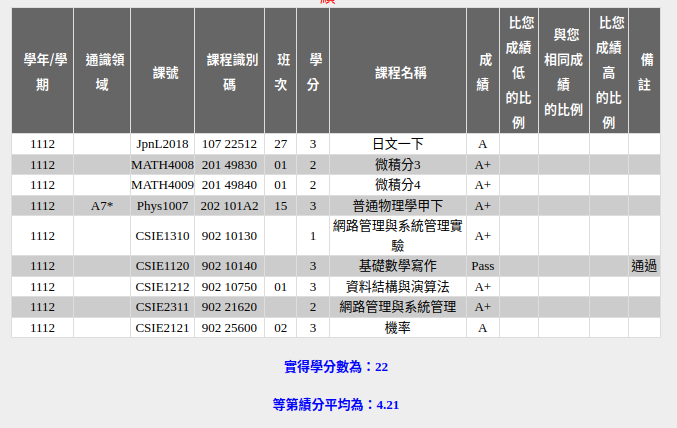 學年/學期 通識領域 課號 課程識別碼 班次 學分 課程名稱 成績 比您成績低的比例 與您相同成績的比例 比您成績高的比例 備註
1112 JpnL2018 107 22512 27 3 日文一下 A
1112 MATH4008 201 49830 01 2 微積分3 A+
1112 MATH4009 201 49840 01 2 微積分4 A+
1112 A7* Phys1007 202 101A2 15 3 普通物理學甲下 A+
1112 CSIE1310 902 10130 1 網路管理與系統管理實驗 A+
1112 CSIE1120 902 10140 3 基礎數學寫作 Pass 通過
1112 CSIE1212 902 10750 01 3 資料結構與演算法 A+
1112 CSIE2311 902 21620 2 網路管理與系統管理 A+
1112 CSIE2121 902 25600 02 3 機率 A
實得學分數為：22
等第績分平均為：4.21